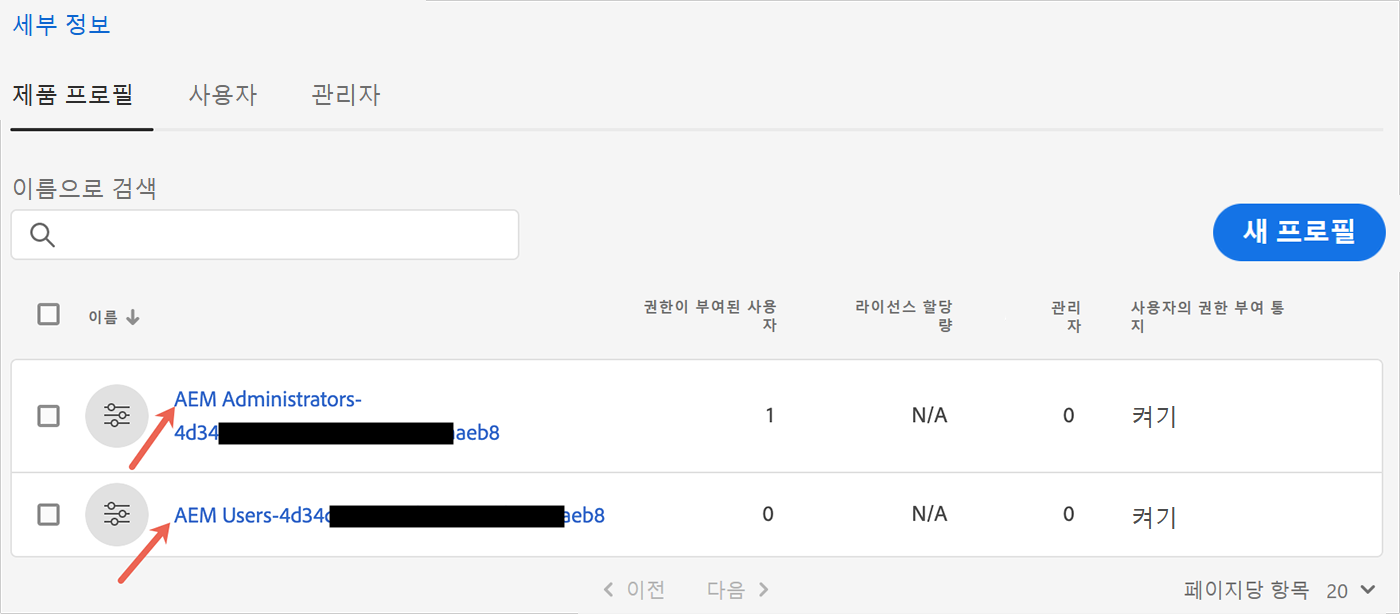 세부 정보
제품 프로필 사용자 관리자
이름으로 검색
새 프로필
이름
권한이 부여된 사용
자
라이선스 할당
량
관리
자
사용자의 권한 부여 통
지
AEM Administrators-
4d34 aeb8
1 N/A 0 켜기
AEM Users-4d34 aeb8 0 N/A 0 켜기
이전 다음 페이지당 항목 20